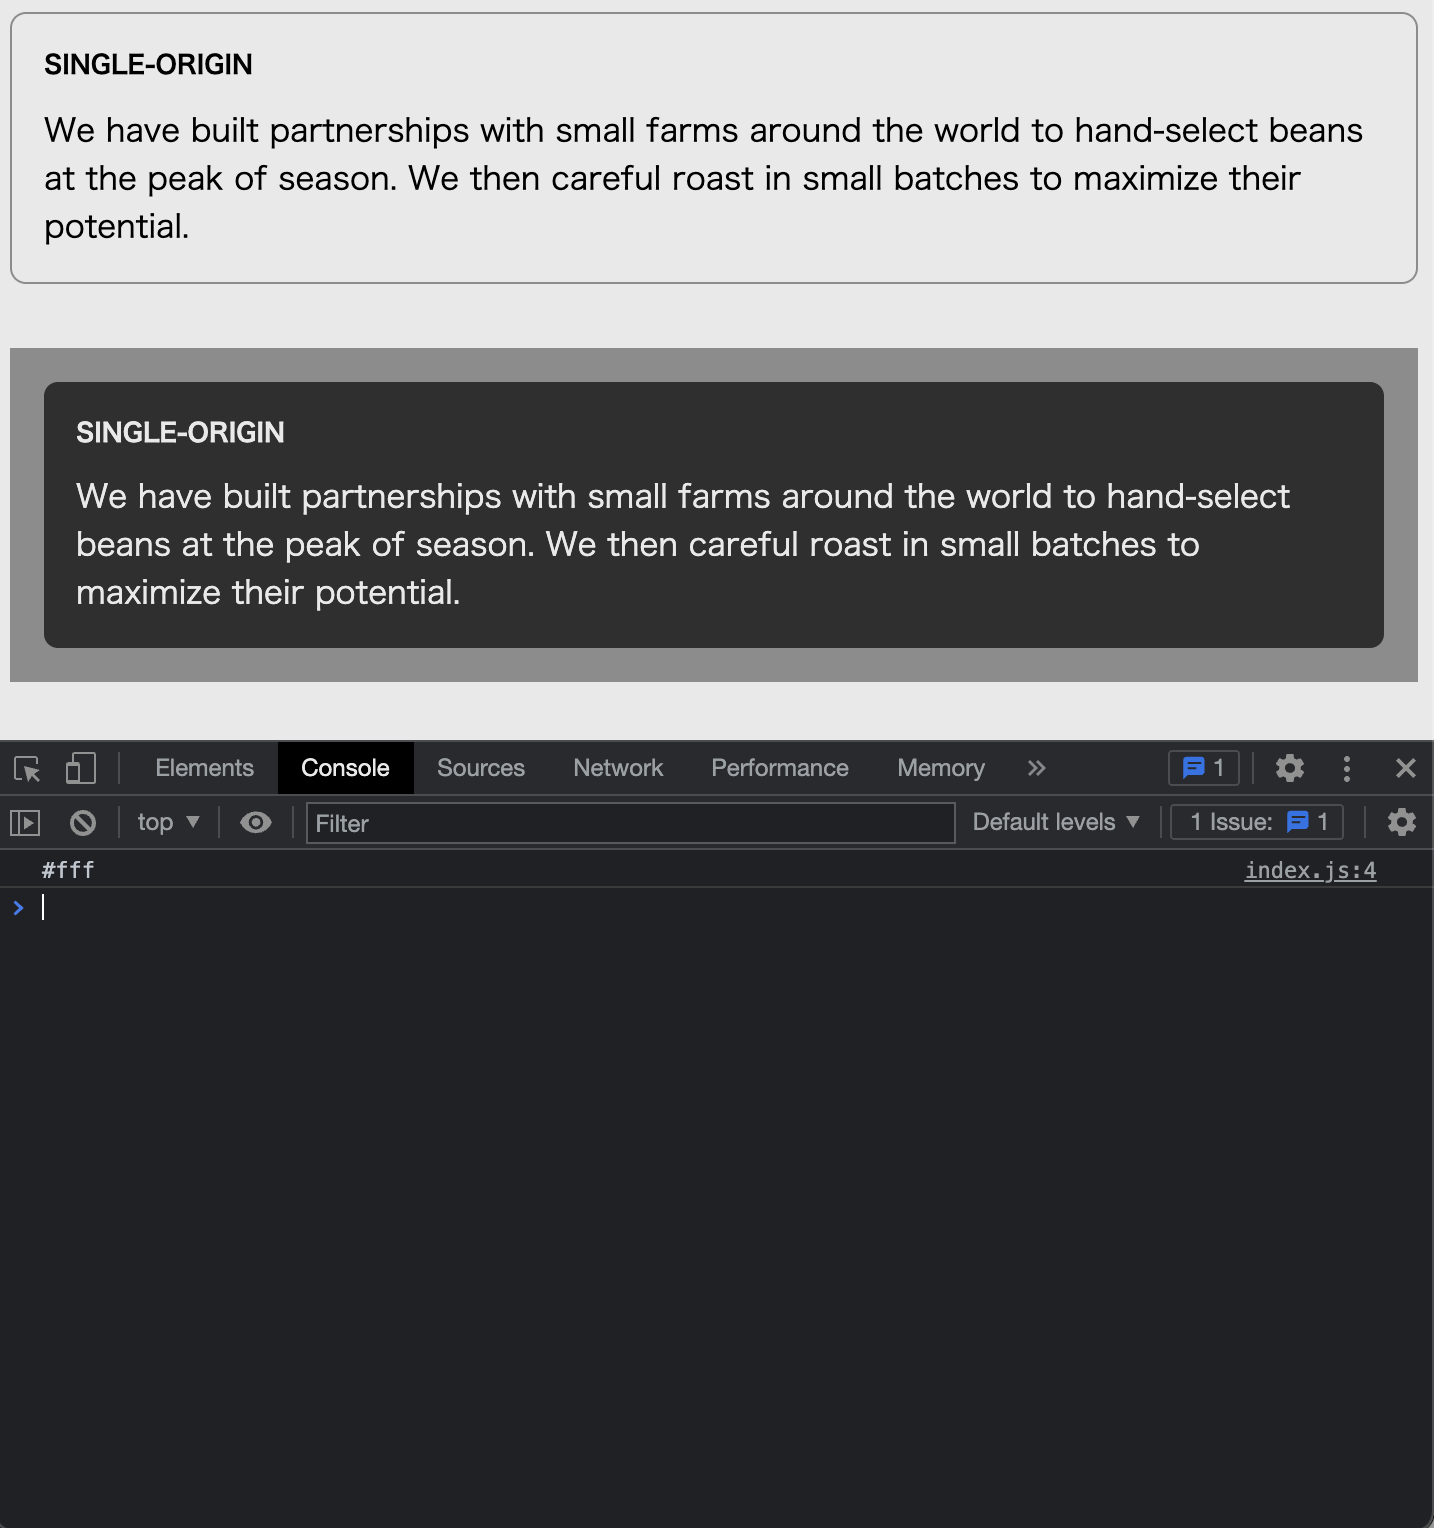 SINGLE-ORIGIN
We have built partnerships with small farms around the world to hand-select beans
at the peak of season. We then careful roast in small batches to maximize their
potential.
SINGLE-ORIGIN
We have built partnerships with small farms around the world to hand-select
beans at the peak of season. We then careful roast in small batches to
maximize their potential.
Elements Console Sources Network Performance Memory 1
top Filter Default levels 1 Issue: 1
#fff index.js:4